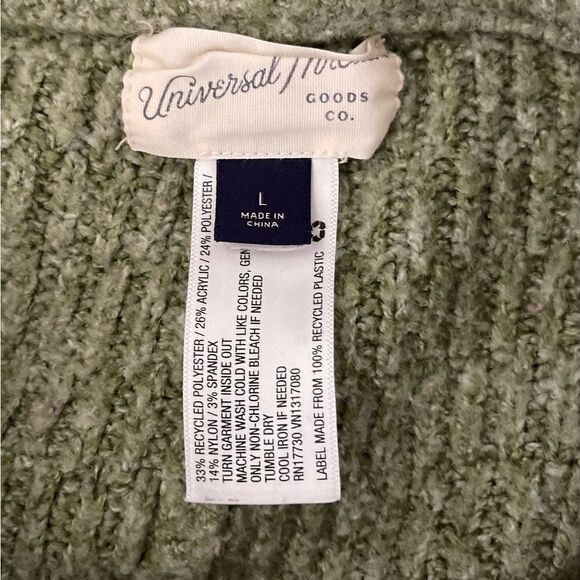 Universal
GOODS
CO.
L
MADE IN
CHINA
33% RECYCLED POLYESTER / 26% ACRYLIC / 24% POLYESTER /
14% NYLON / 3% SPANDEX
TURN GARMENT INSIDE OUT
MACHINE WASH COLD WITH LIKE COLORS, GEN
ONLY NON-CHLORINE BLEACH IF NEEDED
TUMBLE DRY
COOL IRON IF NEEDED
RN17730 VN1317080
LABEL MADE FROM 100% RECYCLED PLASTIC